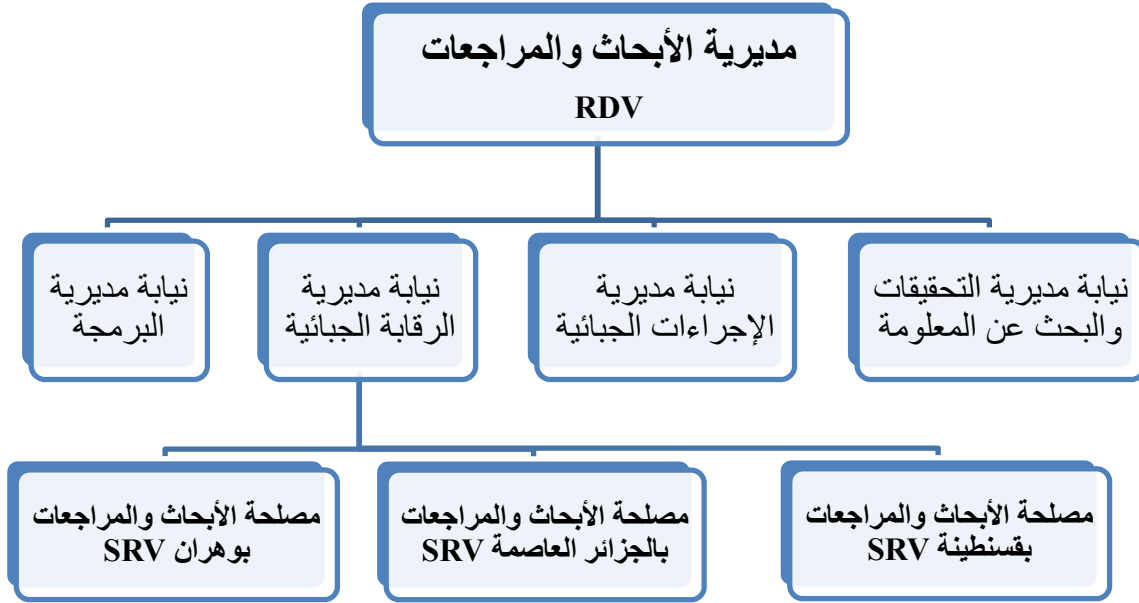 مديرية الأبحاث والمراجعات
RDV
نيابة مديرية التحقيقات
والبحث عن المعلومة
نيابة مديرية
الإجراءات الجبائية
نيابة مديرية
الرقابة الجبائية
نيابة مديرية
البرمجة
مصلحة الأبحاث والمراجعات
بقسنطينة SRV
مصلحة الأبحاث والمراجعات
بالجزائر العاصمة SRV
مصلحة الأبحاث والمراجعات
بوهران SRV